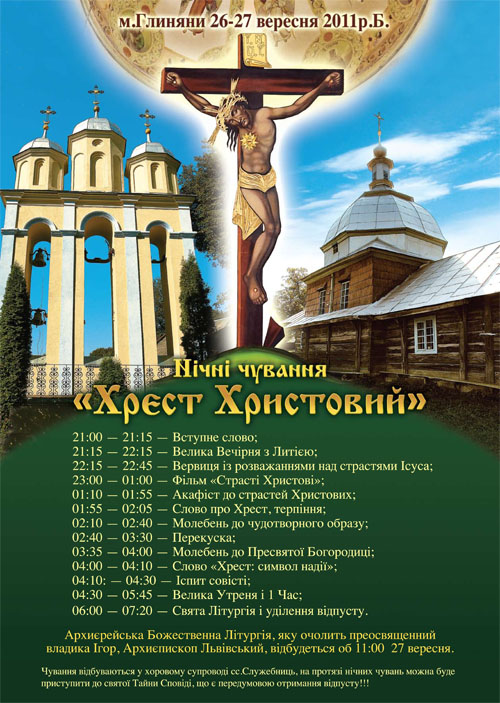 м.Глиняни 26-27 вересня 2011р.Б.
Нічні чування
«Хрест Христовий»
21:00 — 21:15 — Вступне слово;
21:15 — 22:15 — Велика Вечірня з Литією;
22:15 — 22:45 — Вервиця із розважаннями над страстями Ісуса;
23:00 — 01:00 — Фільм «Страсті Христові»;
01:10 — 01:55 — Акафіст до страстей Христових;
01:55 — 02:05 — Слово про Хрест, терпіння;
02:10 — 02:40 — Молебень до чудотворного образу;
02:40 — 03:30 — Перекуска;
03:35 — 04:00 — Молебень до Пресвятої Богородиці;
04:00 — 04:10 — Слово «Хрест: символ надії»;
04:10: — 04:30 — Іспит совісті;
04:30 — 05:45 — Велика Утреня і 1 Час;
06:00 — 07:20 — Свята Літургія і уділення відпусту.
Архиєрейська Божественна Літургія, яку очолить преосвященний
владика Ігор, Архиєпископ Львівський, відбудеться об 11:00 27 вересня.
Чування відбуваються у хоровому супроводі сс.Служебниць, на протязі нічних чувань можна буде
приступити до святої Тайни Сповіді, що є передумовою отримання відпусту!!!